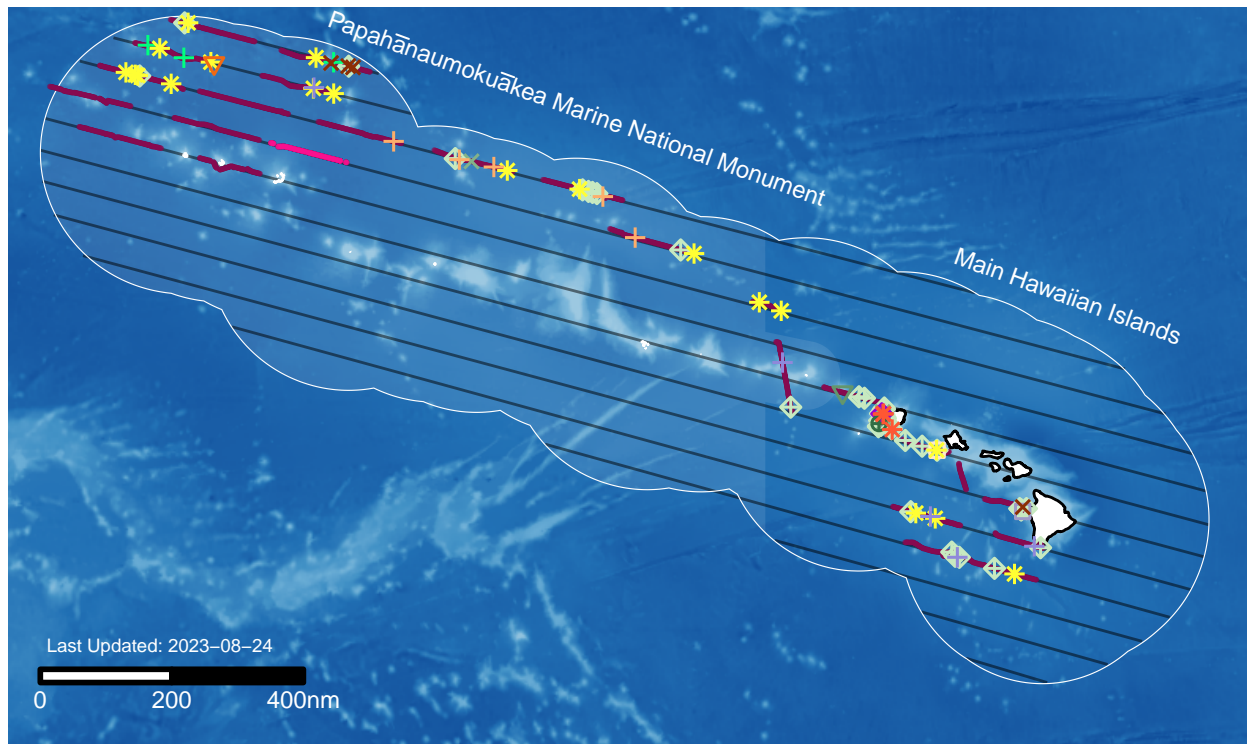 Papahānaumokuākea Marine National Monument
Main Hawaiian Islands
Last Updated: 2023−08−24
0 200 400nm